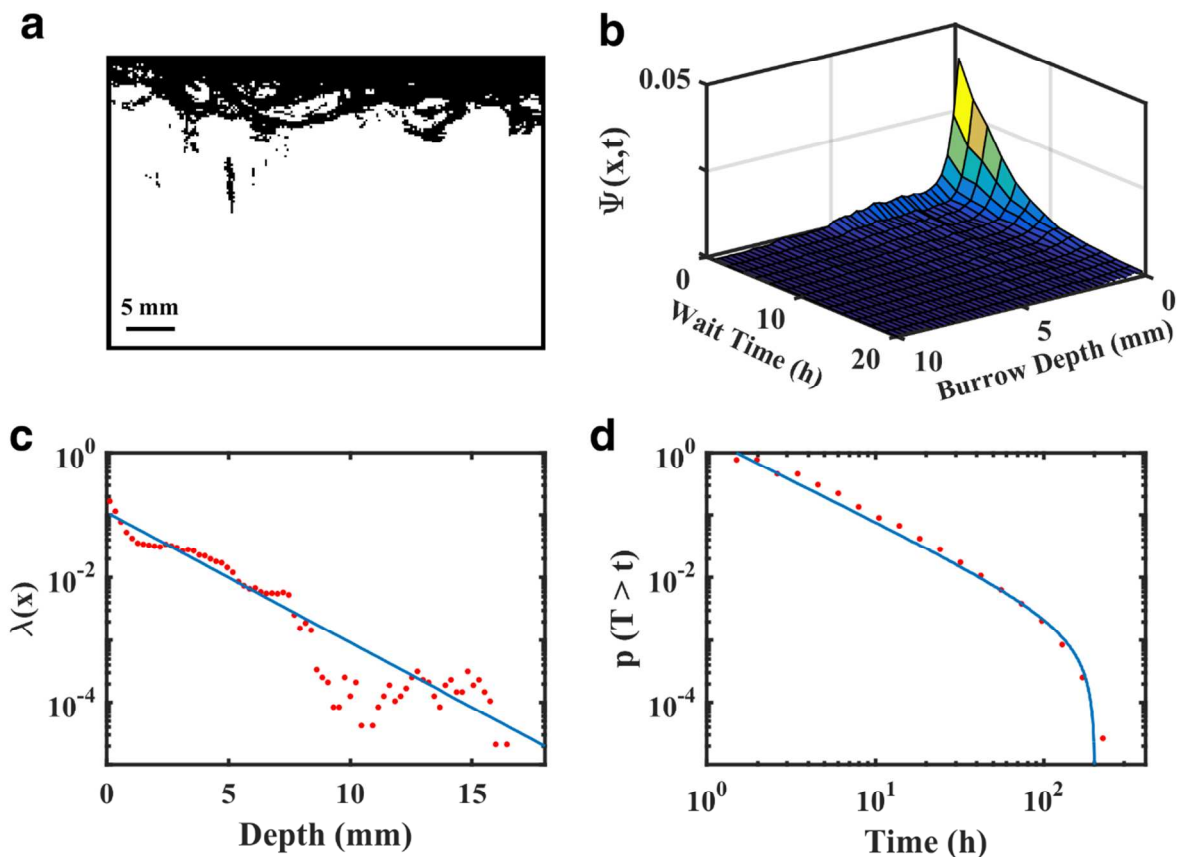 a
5 mm
b
0.05
Ψ(x,t)
0
10
20
Wait Time (h)
10
5
0
Burrow Depth (mm)
c
10^0
10^-2
10^-4
λ(x)
0
5
10
15
Depth (mm)
d
10^0
10^-2
10^-4
p (T > t)
10^0
10^1
10^2
Time (h)